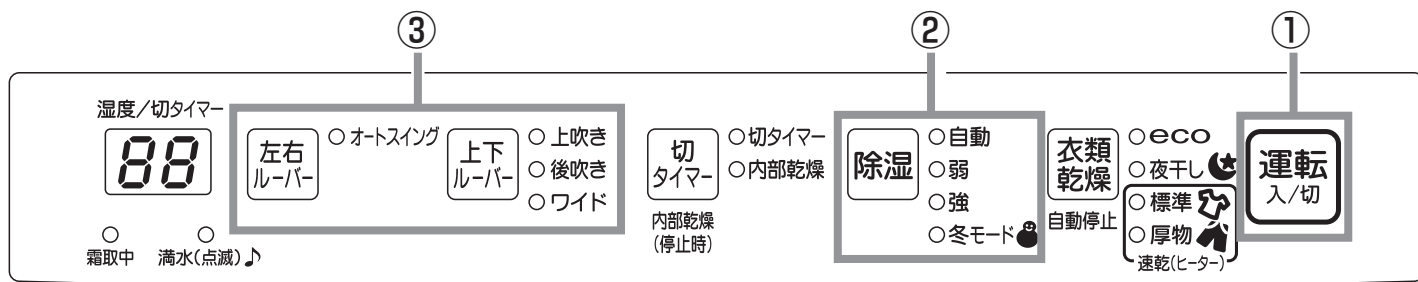 ③
②
①
湿度／切タイマー
88
左右
ルーバー
オートスイング
上下
ルーバー
上吹き
後吹き
ワイド
切
タイマー
切タイマー
内部乾燥
内部乾燥
(停止時)
除湿
自動
弱
強
冬モード
衣類
乾燥
自動停止
eco
夜干し
標準
厚物
速乾(ヒーター)
運転
入/切
霜取中
満水(点滅)♪